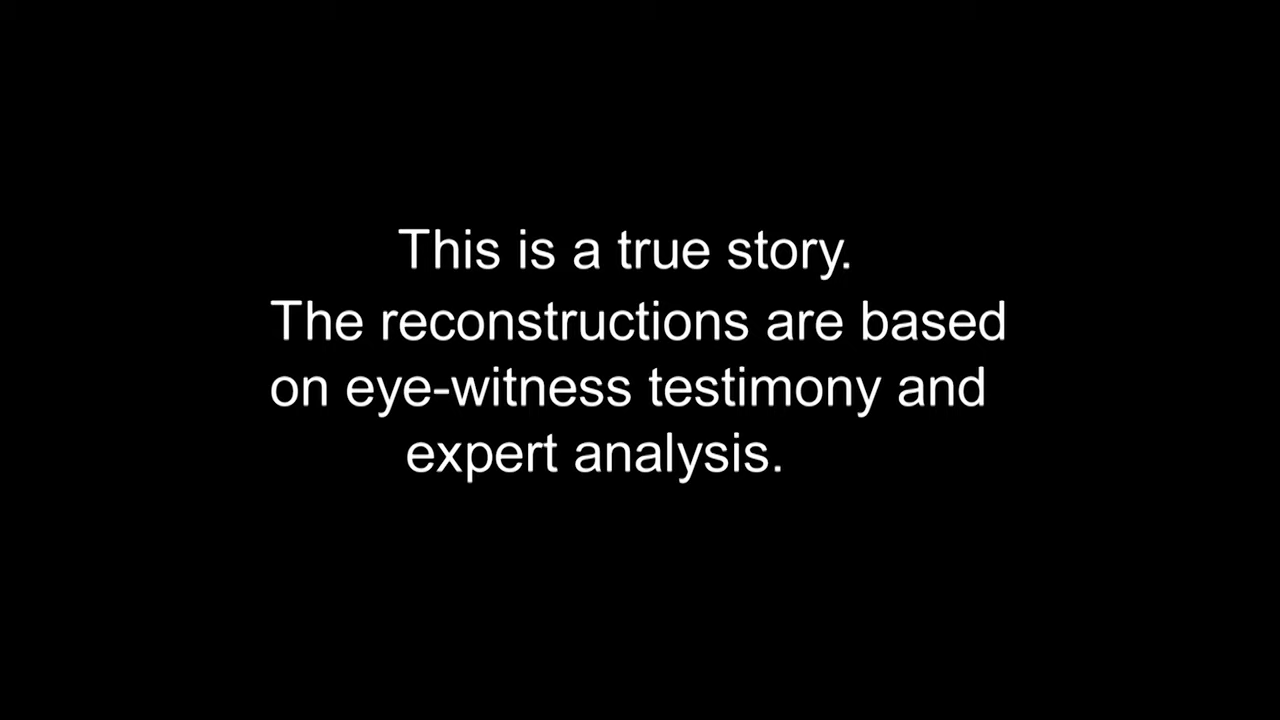 This is a true story.
The reconstructions are based
on eye-witness testimony and
expert analysis.